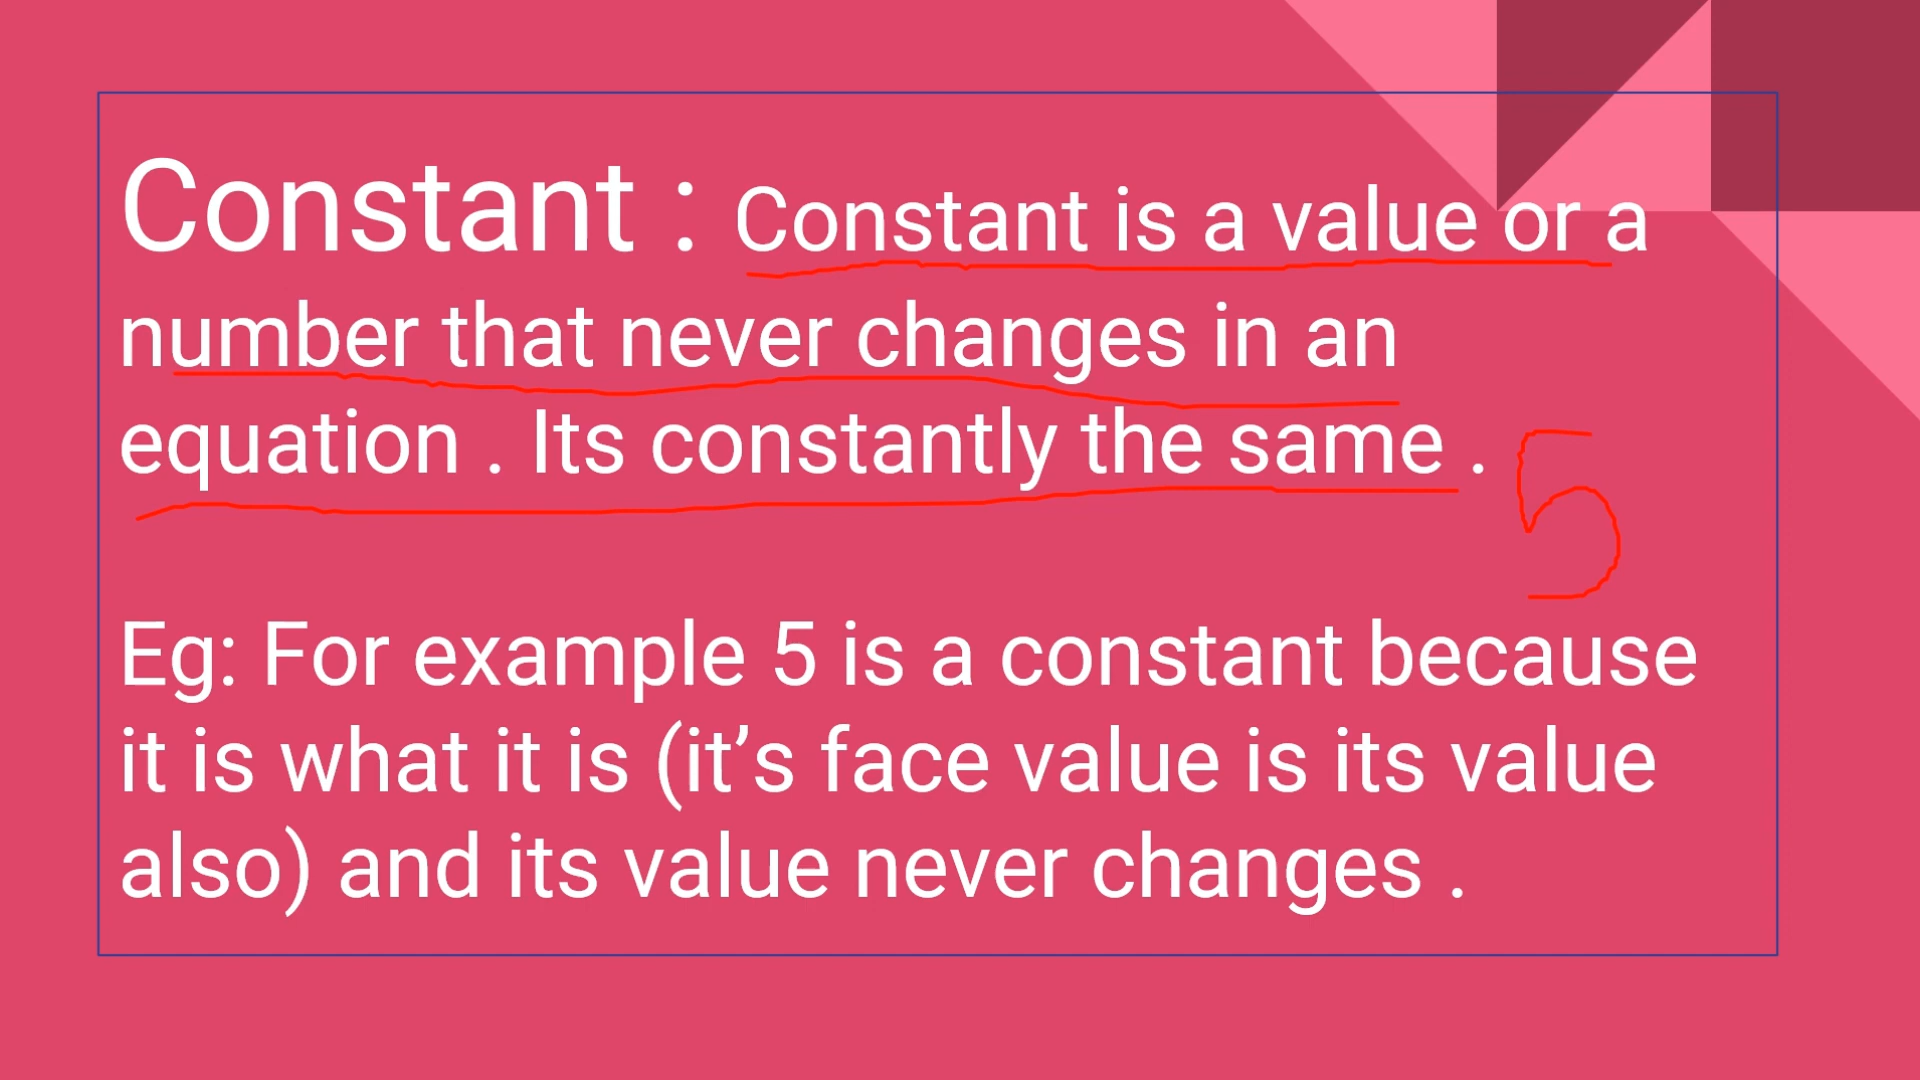 Constant : Constant is a value or a
number that never changes in an
equation . Its constantly the same .
5
Eg: For example 5 is a constant because
it is what it is (it’s face value is its value
also) and its value never changes .